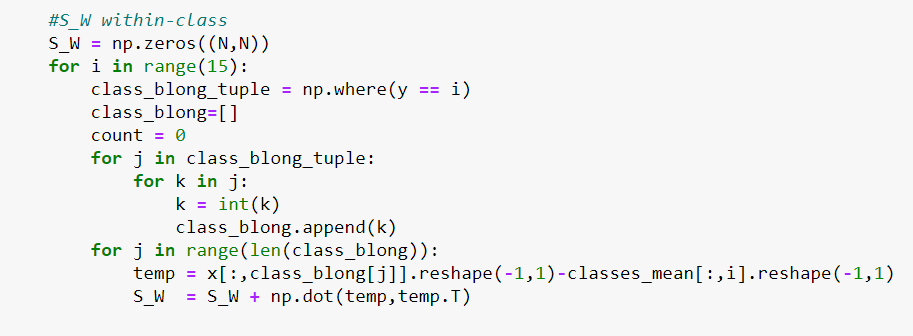 #S_W within-class
S_W = np.zeros((N,N))
for i in range(15):
    class_blong_tuple = np.where(y == i)
    class_blong=[]
    count = 0
    for j in class_blong_tuple:
        for k in j:
            k = int(k)
            class_blong.append(k)
    for j in range(len(class_blong)):
        temp = x[:,class_blong[j]].reshape(-1,1)-classes_mean[:,i].reshape(-1,1)
        S_W  = S_W + np.dot(temp,temp.T)